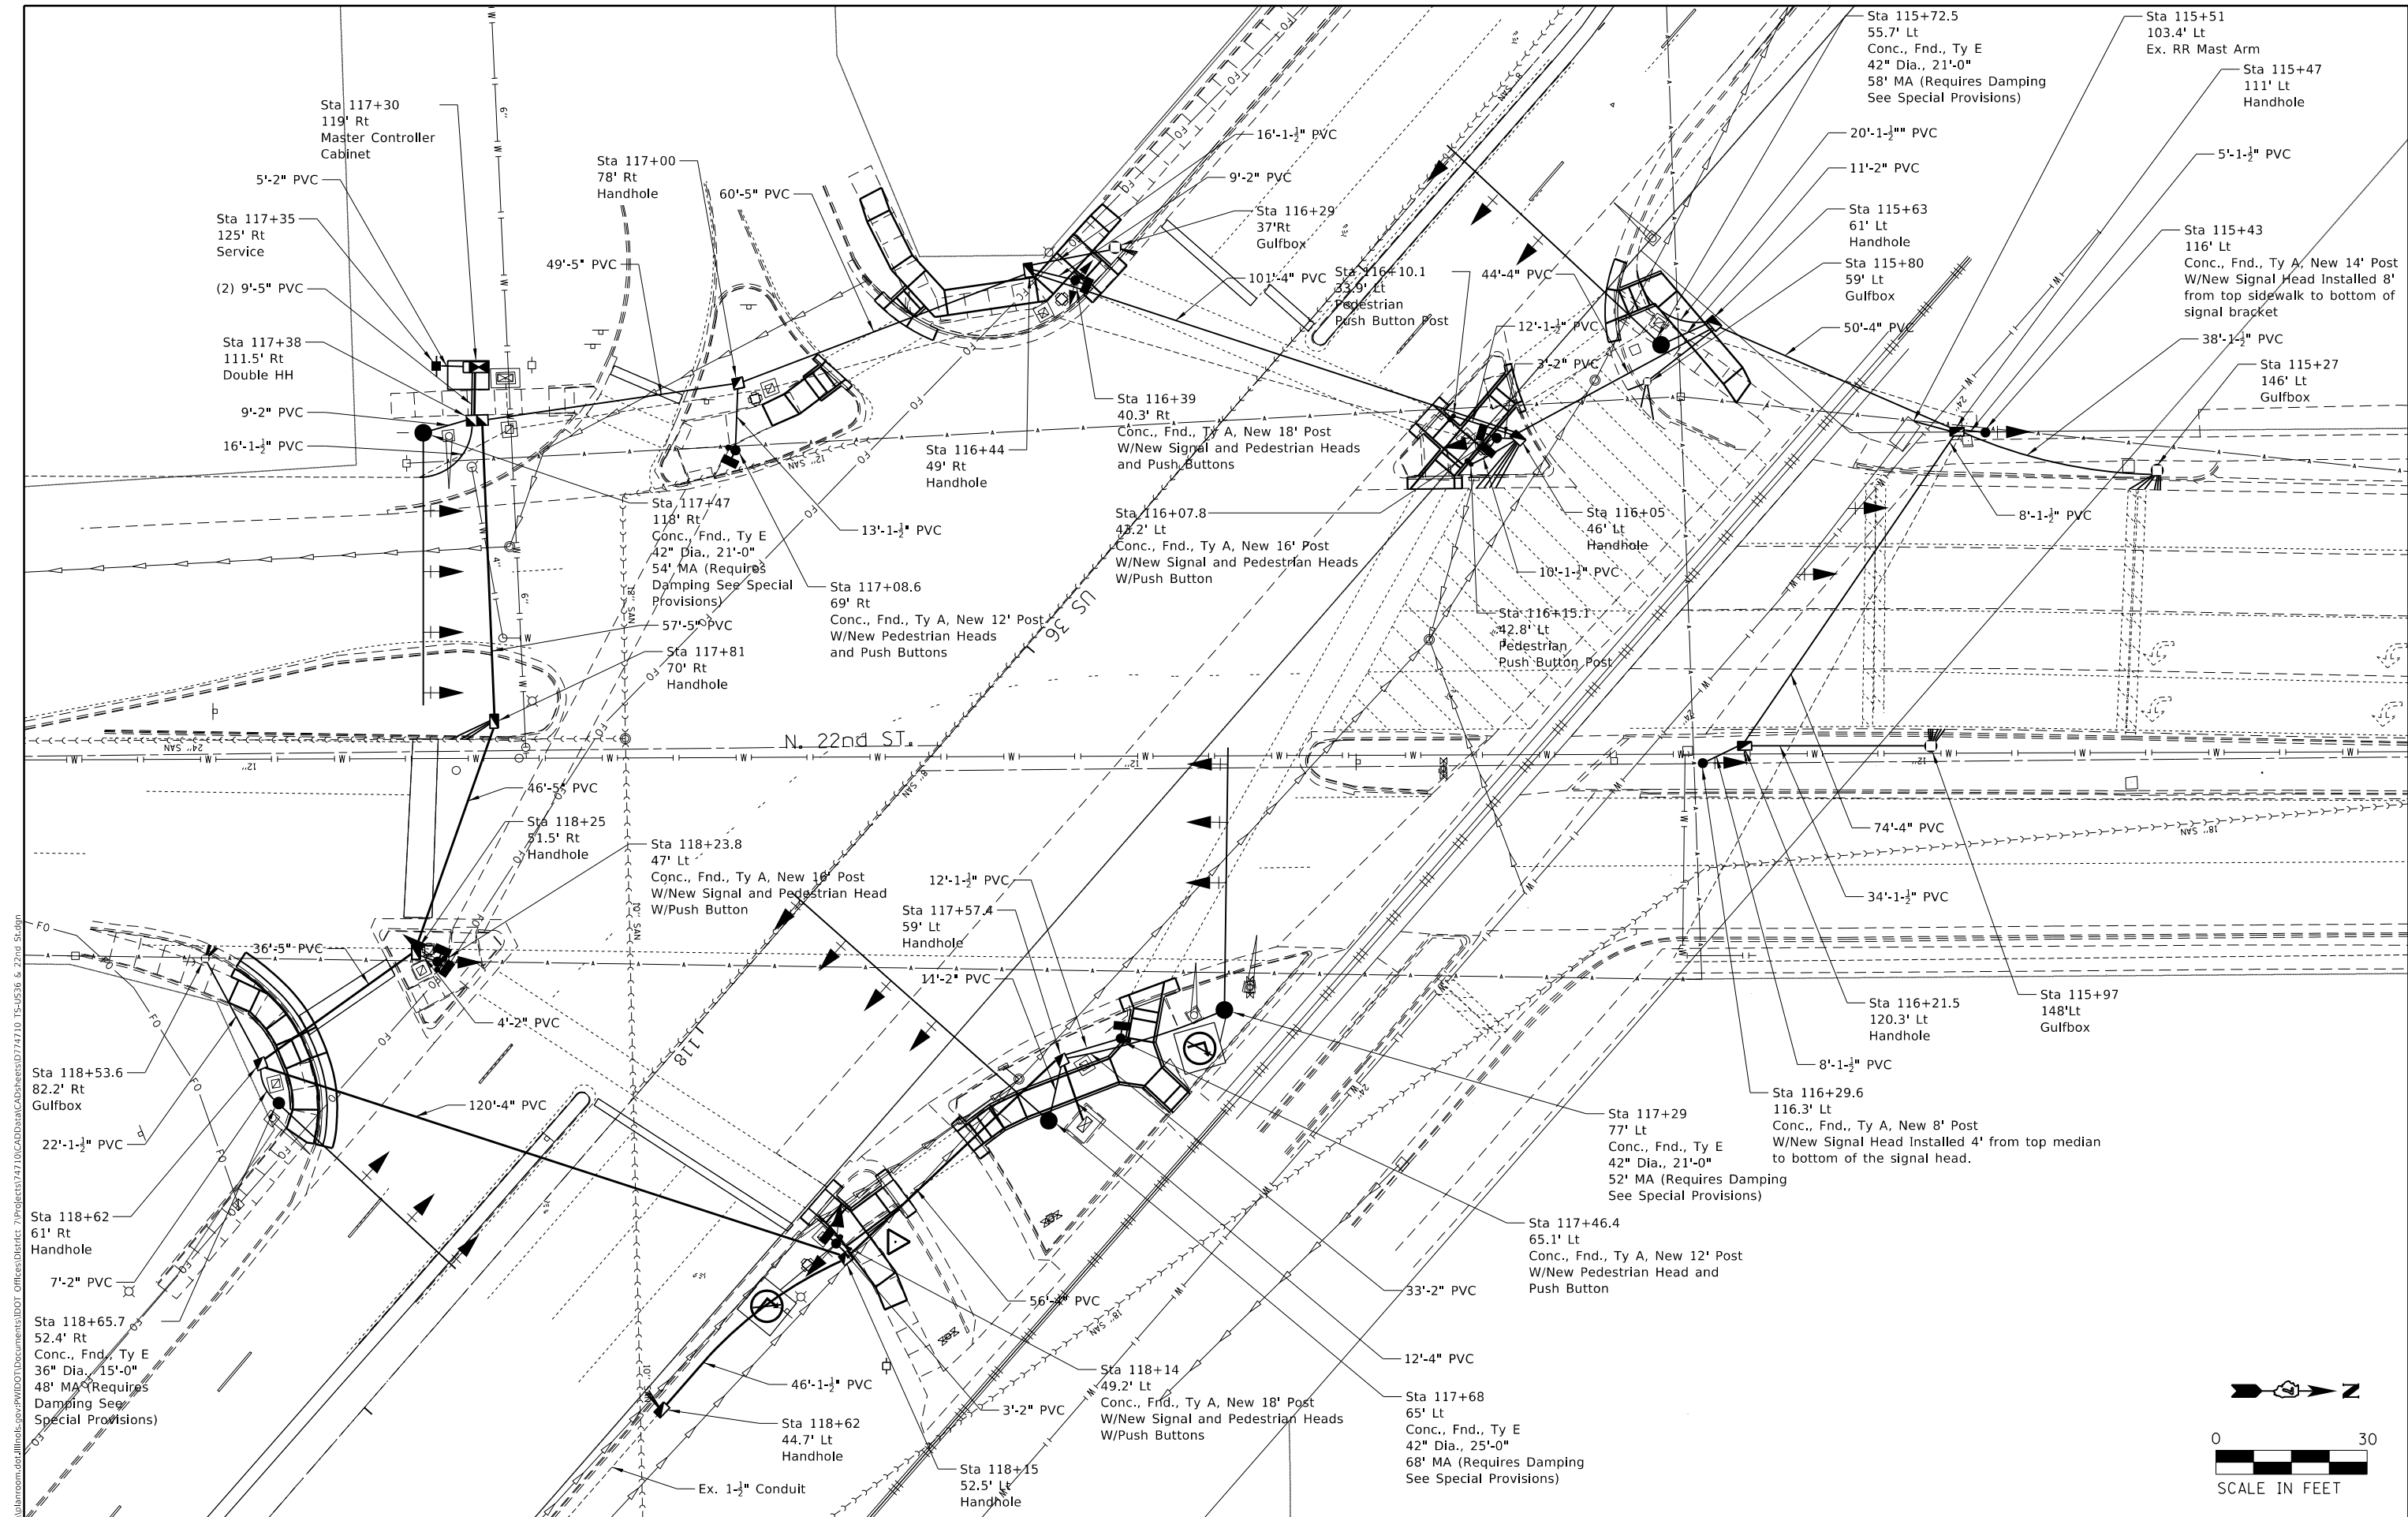 Sta 117+30
119' Rt
Master Controller
Cabinet
5'-2" PVC
Sta 117+35
125' Rt
Service
(2) 9'-5" PVC
Sta 117+38
111.5' Rt
Double HH
9'-2" PVC
16'-1-½" PVC
Sta 117+00
78' Rt
Handhole
60'-5" PVC
49'-5" PVC
16'-1-½" PVC
9'-2" PVC
Sta 116+29
37'Rt
Gulfbox
101'-4" PVC
Sta 116+10.1
33.9' Lt
Pedestrian
Push Button Post
44'-4" PVC
12'-1-½" PVC
3'-2" PVC
Sta 115+72.5
55.7' Lt
Conc., Fnd., Ty E
42" Dia., 21'-0"
58' MA (Requires Damping
See Special Provisions)
20'-1-½"" PVC
11'-2" PVC
Sta 115+63
61' Lt
Handhole
Sta 115+80
59' Lt
Gulfbox
50'-4" PVC
Sta 115+51
103.4' Lt
Ex. RR Mast Arm
Sta 115+47
111' Lt
Handhole
5'-1-½" PVC
Sta 115+43
116' Lt
Conc., Fnd., Ty A, New 14' Post
W/New Signal Head Installed 8'
from top sidewalk to bottom of
signal bracket
38'-1-½" PVC
Sta 115+27
146' Lt
Gulfbox
8'-1-½" PVC
Sta 116+39
40.3' Rt
Conc., Fnd., Ty A, New 18' Post
W/New Signal and Pedestrian Heads
and Push Buttons
Sta 116+44
49' Rt
Handhole
Sta 116+07.8
43.2' Lt
Conc., Fnd., Ty A, New 16' Post
W/New Signal and Pedestrian Heads
W/Push Button
Sta 116+05
46' Lt
Handhole
10'-1-½" PVC
Sta 116+15.1
42.8' Lt
Pedestrian
Push Button Post
Sta 117+47
118' Rt
Conc., Fnd., Ty E
42" Dia., 21'-0"
54' MA (Requires
Damping See Special
Provisions)
13'-1-½" PVC
Sta 117+08.6
69' Rt
Conc., Fnd., Ty A, New 12' Post
W/New Pedestrian Heads
and Push Buttons
57'-5" PVC
Sta 117+81
70' Rt
Handhole
US 36
N. 22nd ST.
118
46'-5" PVC
Sta 118+25
51.5' Rt
Handhole
Sta 118+23.8
47' Lt
Conc., Fnd., Ty A, New 16' Post
W/New Signal and Pedestrian Head
W/Push Button
12'-1-½" PVC
Sta 117+57.4
59' Lt
Handhole
11'-2" PVC
74'-4" PVC
34'-1-½" PVC
Sta 115+97
148'Lt
Gulfbox
Sta 116+21.5
120.3' Lt
Handhole
8'-1-½" PVC
Sta 116+29.6
116.3' Lt
Conc., Fnd., Ty A, New 8' Post
W/New Signal Head Installed 4' from top median
to bottom of the signal head.
36'-5" PVC
4'-2" PVC
Sta 118+53.6
82.2' Rt
Gulfbox
120'-4" PVC
22'-1-½" PVC
Sta 118+62
61' Rt
Handhole
7'-2" PVC
Sta 118+65.7
52.4' Rt
Conc., Fnd., Ty E
36" Dia., 15'-0"
48' MA (Requires
Damping See
Special Provisions)
Sta 117+29
77' Lt
Conc., Fnd., Ty E
42" Dia., 21'-0"
52' MA (Requires Damping
See Special Provisions)
Sta 117+46.4
65.1' Lt
Conc., Fnd., Ty A, New 12' Post
W/New Pedestrian Head and
Push Button
33'-2" PVC
56'-4" PVC
12'-4" PVC
Sta 117+68
65' Lt
Conc., Fnd., Ty E
42" Dia., 25'-0"
68' MA (Requires Damping
See Special Provisions)
Sta 118+14
49.2' Lt
Conc., Fnd., Ty A, New 18' Post
W/New Signal and Pedestrian Heads
W/Push Buttons
3'-2" PVC
46'-1-½" PVC
Sta 118+62
44.7' Lt
Handhole
Sta 118+15
52.5' Lt
Handhole
Ex. 1-½" Conduit
24" SAN
12" SAN
18" SAN
8" SAN
10" SAN
18" SAN
18" SAN
N
0 30
SCALE IN FEET